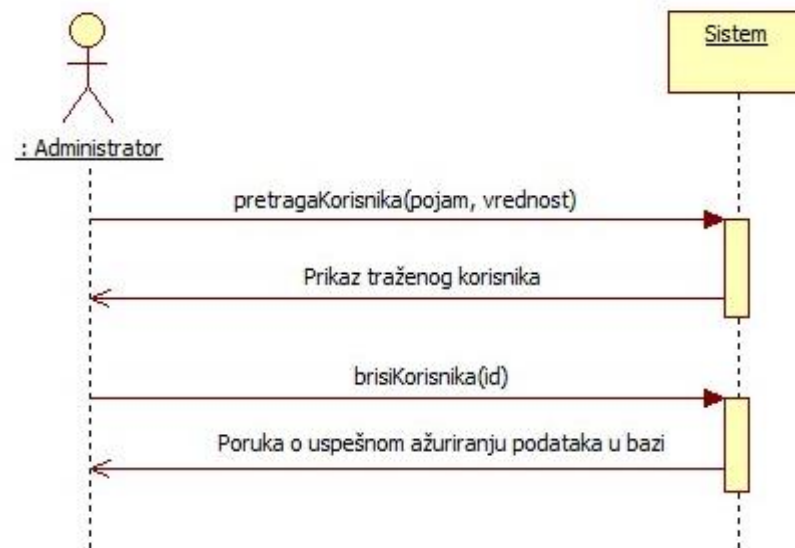 Sistem
: Administrator
pretragaKorisnika(pojam, vrednost)
Prikaz traženog korisnika
brisiKorisnika(id)
Poruka o uspešnom ažuriranju podataka u bazi